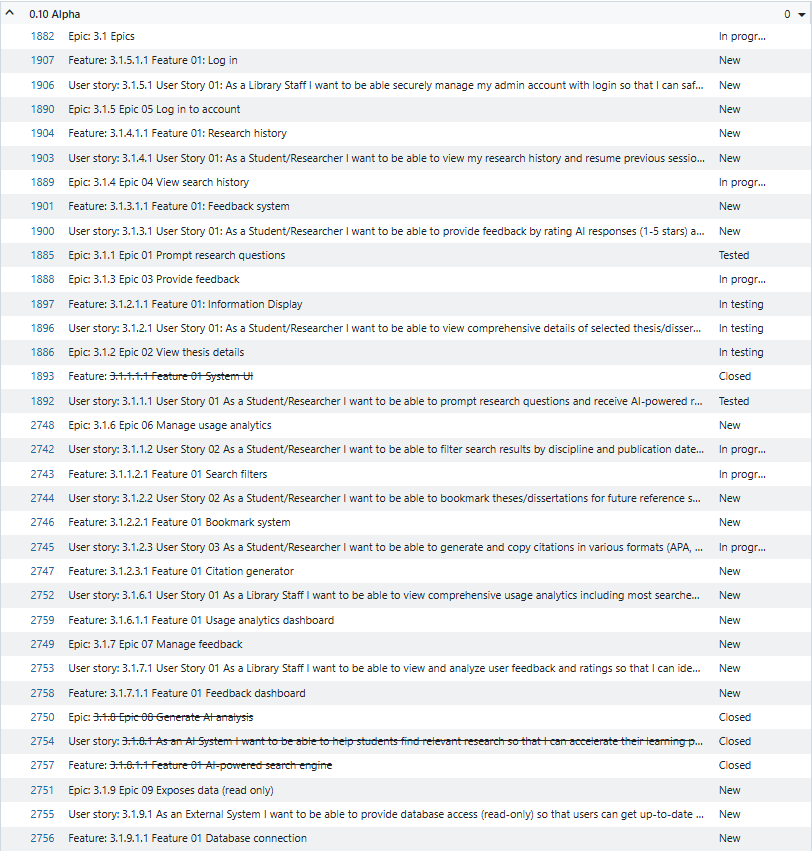 0.10 Alpha 0
1882 Epic: 3.1 Epics In progr...
1907 Feature: 3.1.5.1.1 Feature 01: Log in New
1906 User story: 3.1.5.1 User Story 01: As a Library Staff I want to be able securely manage my admin account with login so that I can saf... New
1890 Epic: 3.1.5 Epic 05 Log in to account New
1904 Feature: 3.1.4.1.1 Feature 01: Research history New
1903 User story: 3.1.4.1 User Story 01: As a Student/Researcher I want to be able to view my research history and resume previous sessio... New
1889 Epic: 3.1.4 Epic 04 View search history In progr...
1901 Feature: 3.1.3.1.1 Feature 01: Feedback system New
1900 User story: 3.1.3.1 User Story 01: As a Student/Researcher I want to be able to provide feedback by rating AI responses (1-5 stars) a... New
1885 Epic: 3.1.1 Epic 01 Prompt research questions Tested
1888 Epic: 3.1.3 Epic 03 Provide feedback In progr...
1897 Feature: 3.1.2.1.1 Feature 01: Information Display In testing
1896 User story: 3.1.2.1 User Story 01: As a Student/Researcher I want to be able to view comprehensive details of selected thesis/disser... In testing
1886 Epic: 3.1.2 Epic 02 View thesis details In testing
1893 Feature: 3.1.1.1.1 Feature 01 System UI Closed
1892 User story: 3.1.1.1 User Story 01 As a Student/Researcher I want to be able to prompt research questions and receive AI-powered r... Tested
2748 Epic: 3.1.6 Epic 06 Manage usage analytics New
2742 User story: 3.1.1.2 User Story 02 As a Student/Researcher I want to be able to filter search results by discipline and publication date... In progr...
2743 Feature: 3.1.1.2.1 Feature 01 Search filters In progr...
2744 User story: 3.1.2.2 User Story 02 As a Student/Researcher I want to be able to bookmark theses/dissertations for future reference s... New
2746 Feature: 3.1.2.2.1 Feature 01 Bookmark system New
2745 User story: 3.1.2.3 User Story 03 As a Student/Researcher I want to be able to generate and copy citations in various formats (APA, ... In progr...
2747 Feature: 3.1.2.3.1 Feature 01 Citation generator New
2752 User story: 3.1.6.1 User Story 01 As a Library Staff I want to be able to view comprehensive usage analytics including most searche... New
2759 Feature: 3.1.6.1.1 Feature 01 Usage analytics dashboard New
2749 Epic: 3.1.7 Epic 07 Manage feedback New
2753 User story: 3.1.7.1 User Story 01 As a Library Staff I want to be able to view and analyze user feedback and ratings so that I can ide... New
2758 Feature: 3.1.7.1.1 Feature 01 Feedback dashboard New
2750 Epic: 3.1.8 Epic 08 Generate AI analysis Closed
2754 User story: 3.1.8.1 As an AI System I want to be able to help students find relevant research so that I can accelerate their learning p... Closed
2757 Feature: 3.1.8.1.1 Feature 01 AI-powered search engine Closed
2751 Epic: 3.1.9 Epic 09 Exposes data (read only) New
2755 User story: 3.1.9.1 As an External System I want to be able to provide database access (read-only) so that users can get up-to-date ... New
2756 Feature: 3.1.9.1.1 Feature 01 Database connection New